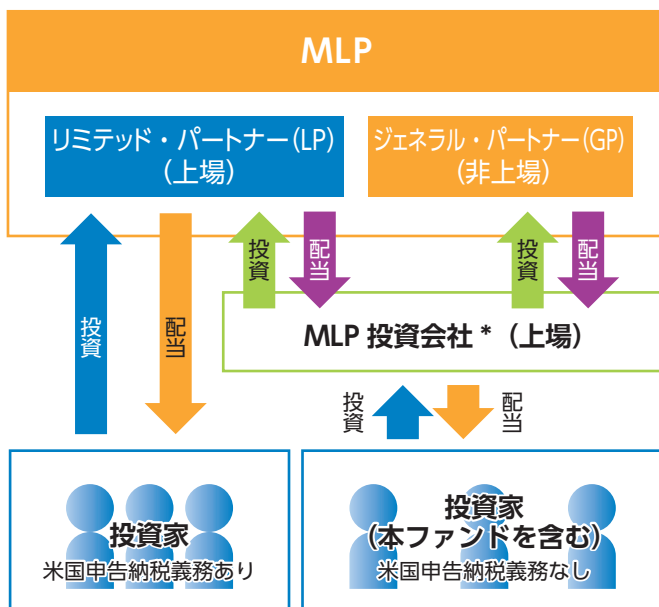 MLP
リミテッド・パートナー(LP)
(上場)
ジェネラル・パートナー(GP)
(非上場)
投資
配当
投資
配当
投資
配当
MLP 投資会社 *（上場）
投資
配当
投資家
米国申告納税義務あり
投資家
(本ファンドを含む)
米国申告納税義務なし